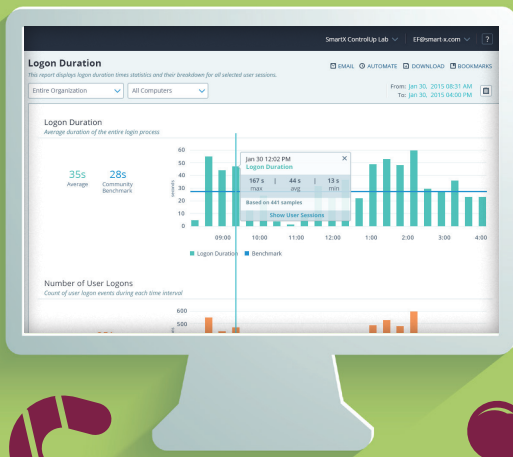 SmartX ControlUp Lab EF@smart-x.com ?
Logon Duration
EMAIL AUTOMATE DOWNLOAD BOOKMARKS
This report displays logon duration times statistics and their breakdown for all selected user sessions.
Entire Organization All Computers
From: Jan 30, 2015 08:31 AM
To: Jan 30, 2015 04:00 PM
Logon Duration
Average duration of the entire login process
35s
Average
28s
Community
Benchmark
seconds
60
50
40
30
20
10
0
Jan 30 12:02 PM ×
Logon Duration
167 s | 44 s | 13 s
max avg min
Based on 441 samples
Show User Sessions
09:00 10:00 11:00 12:00 1:00 2:00 3:00 4:00
Logon Duration Benchmark
Number of User Logons
Count of user logon events during each time interval
600
500